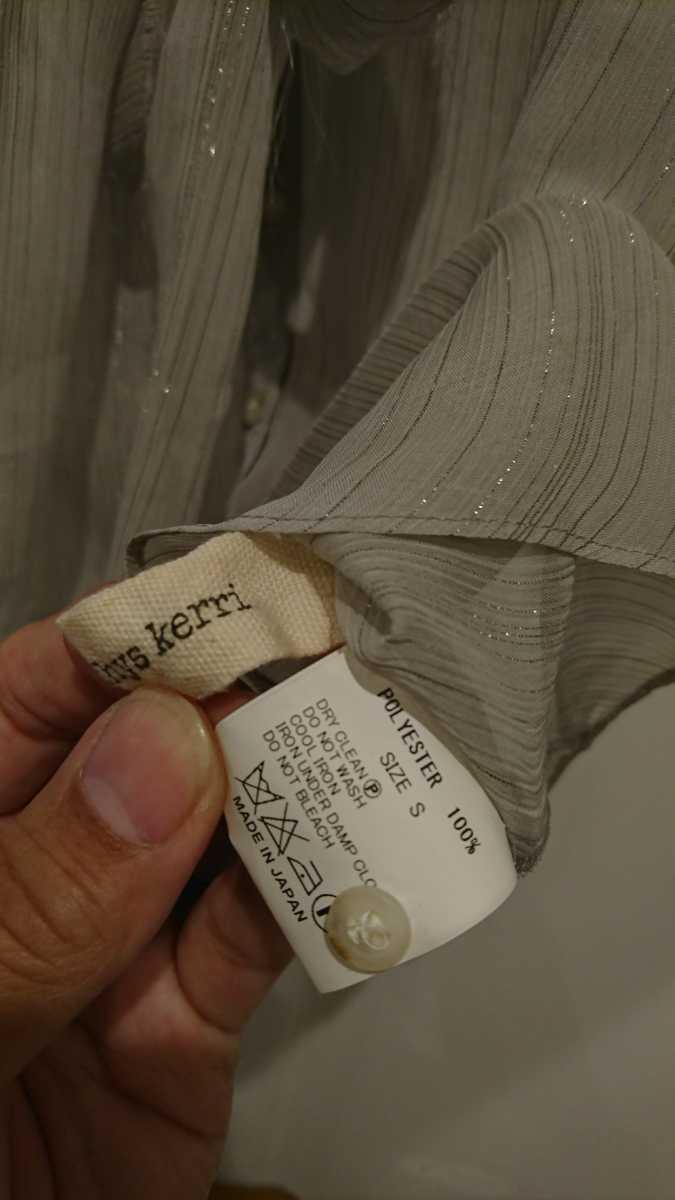 kerri
POLYESTER 100%
SIZE S
DRY CLEAN Ⓟ
DO NOT WASH
COOL IRON
IRON UNDER DAMP
DO NOT BLEACH
MADE IN JAPAN